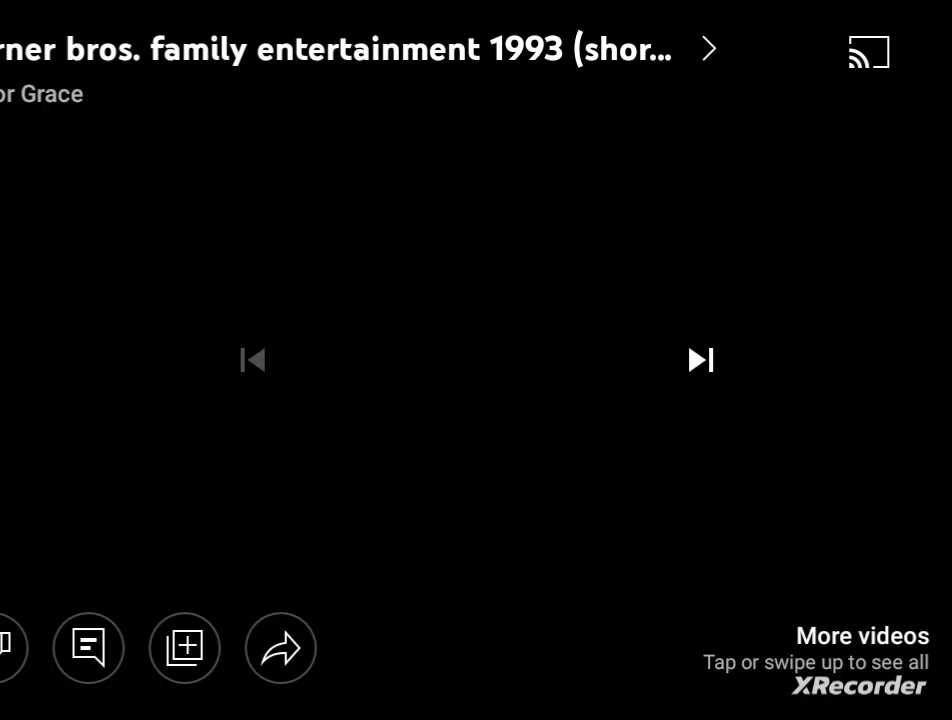 rner bros. family entertainment 1993 (shor...
or Grace
More videos
Tap or swipe up to see all
XRecorder